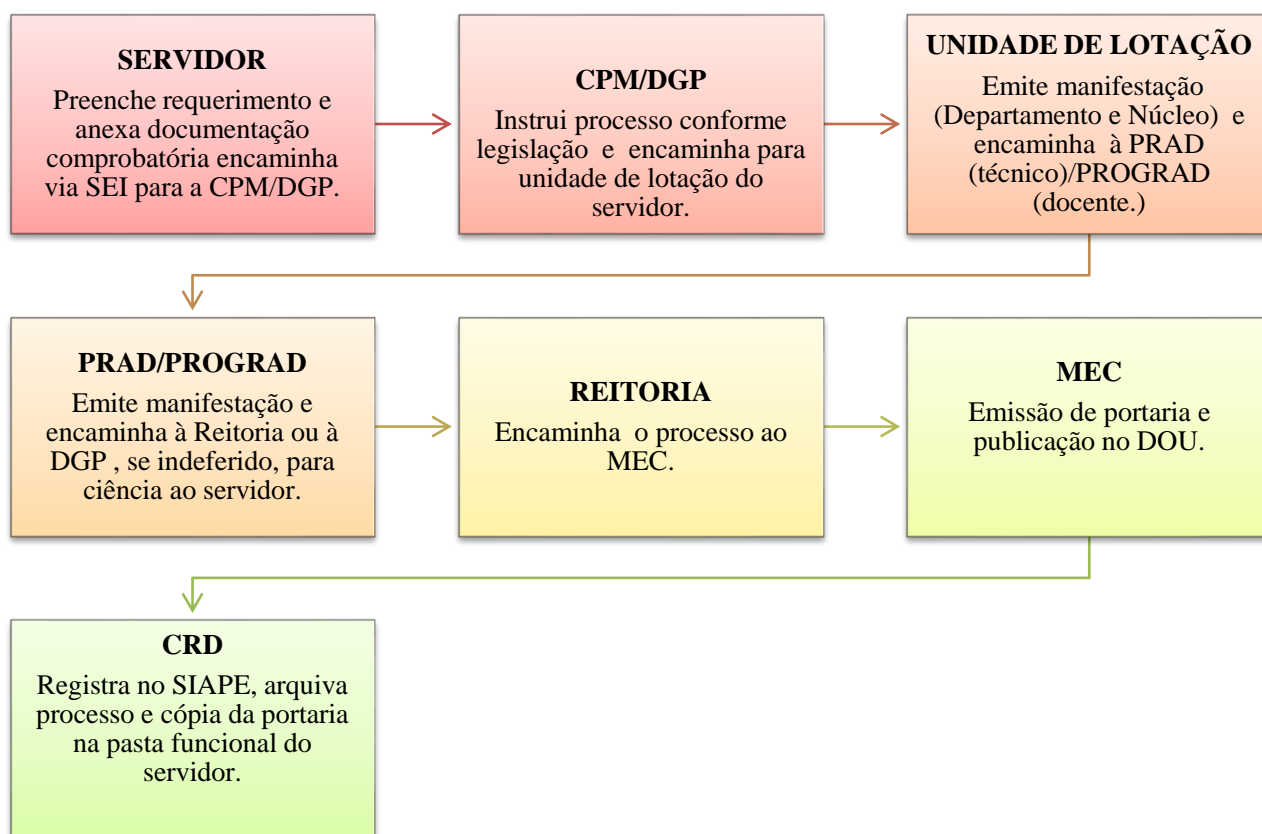 SERVIDOR
Preenche requerimento e
anexa documentação
comprobatória encaminha
via SEI para a CPM/DGP.
CPM/DGP
Instrui processo conforme
legislação e encaminha para
unidade de lotação do
servidor.
UNIDADE DE LOTAÇÃO
Emite manifestação
(Departamento e Núcleo) e
encaminha à PRAD
(técnico)/PROGRAD
(docente.)
PRAD/PROGRAD
Emite manifestação e
encaminha à Reitoria ou à
DGP , se indeferido, para
ciência ao servidor.
REITORIA
Encaminha o processo ao
MEC.
MEC
Emissão de portaria e
publicação no DOU.
CRD
Registra no SIAPE, arquiva
processo e cópia da portaria
na pasta funcional do
servidor.